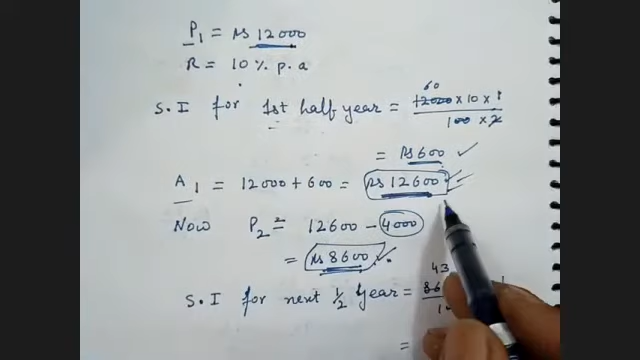 P₁ = Rs 12000
R = 10 % p.a
S.I for 1st half year = 60 12000 × 10 × 1 / 100 × 2
= Rs 600 ✓
A₁ = 12000 + 600 = Rs 12600
Now P₂ = 12600 − 4000
= Rs 8600
S.I for next ½ Year = 43
=